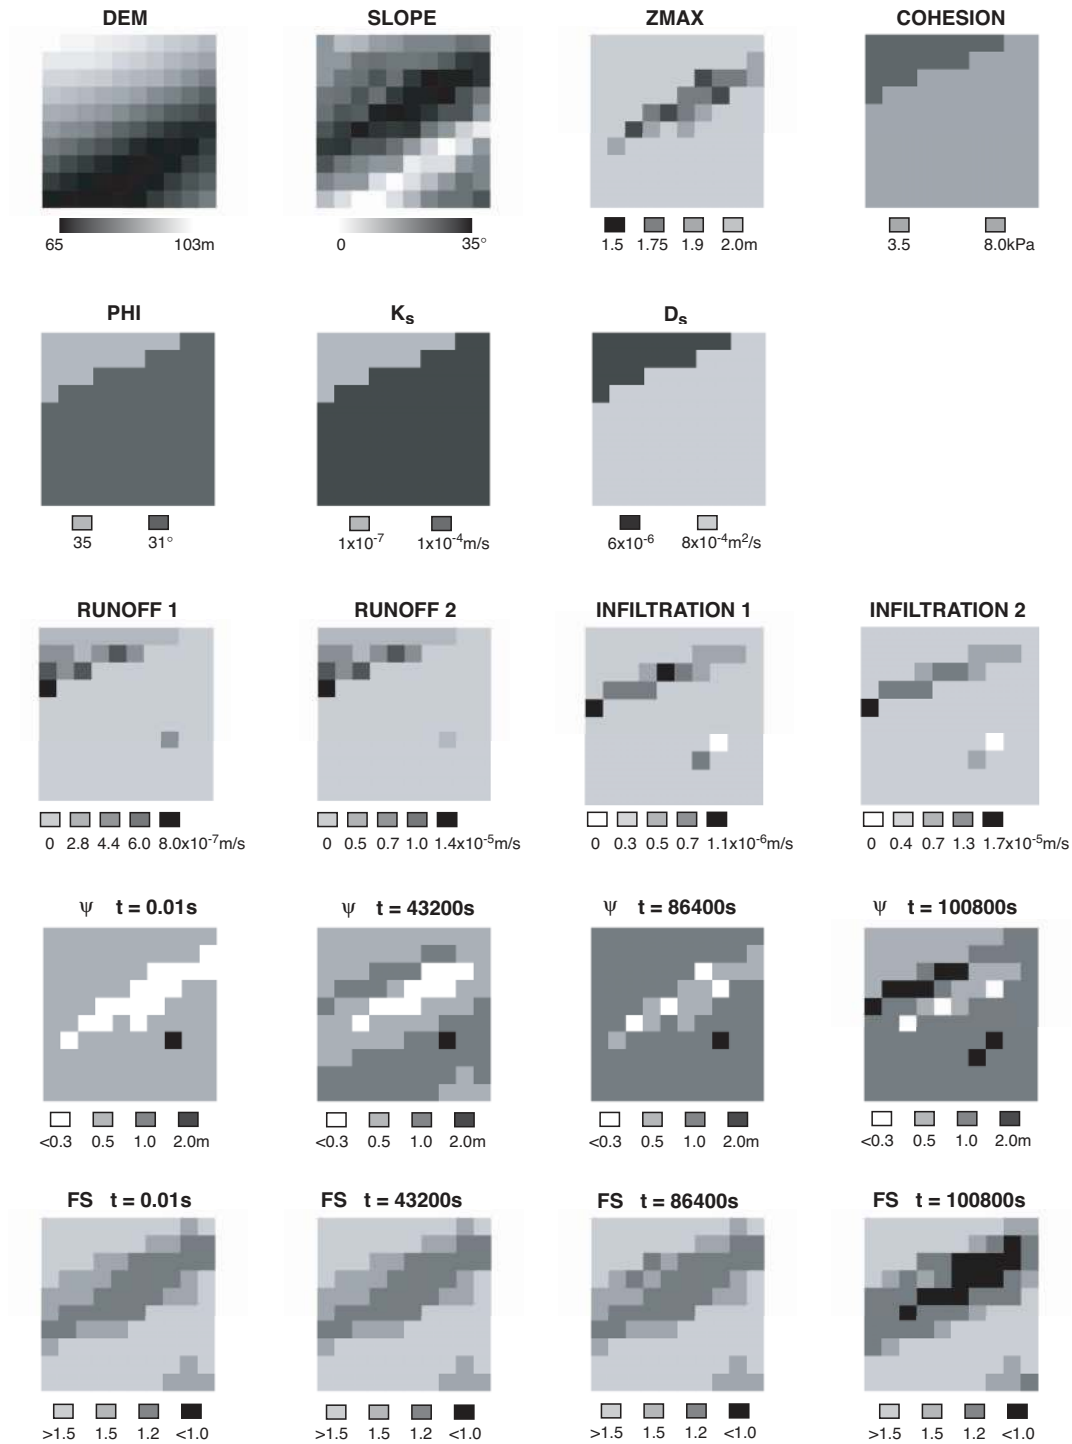 DEM SLOPE ZMAX COHESION
65 103m 0 35° 1.5 1.75 1.9 2.0m 3.5 8.0kPa
PHI Ks Ds
35 31° 1x10-7 1x10-4m/s 6x10-6 8x10-4m2/s
RUNOFF 1 RUNOFF 2 INFILTRATION 1 INFILTRATION 2
0 2.8 4.4 6.0 8.0x10-7m/s 0 0.5 0.7 1.0 1.4x10-5m/s 0 0.3 0.5 0.7 1.1x10-6m/s 0 0.4 0.7 1.3 1.7x10-5m/s
ψ t = 0.01s ψ t = 43200s ψ t = 86400s ψ t = 100800s
<0.3 0.5 1.0 2.0m <0.3 0.5 1.0 2.0m <0.3 0.5 1.0 2.0m <0.3 0.5 1.0 2.0m
FS t = 0.01s FS t = 43200s FS t = 86400s FS t = 100800s
>1.5 1.5 1.2 <1.0 >1.5 1.5 1.2 <1.0 >1.5 1.5 1.2 <1.0 >1.5 1.5 1.2 <1.0